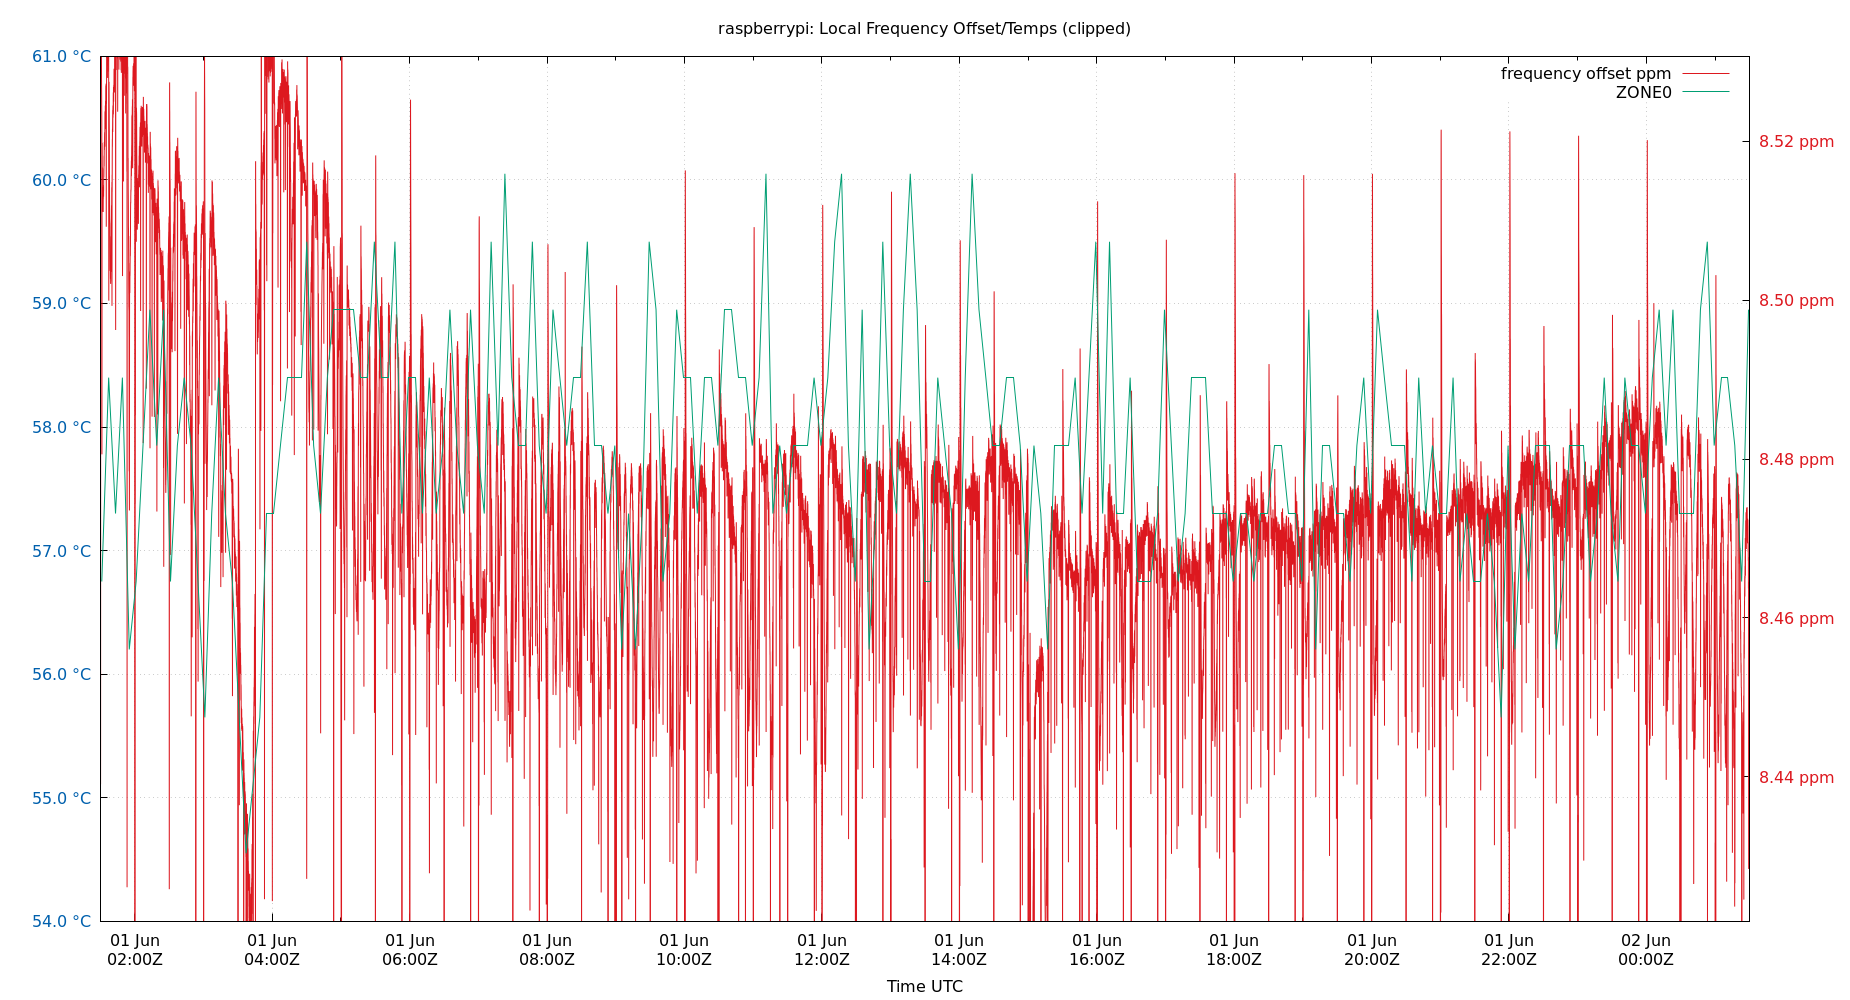 raspberrypi: Local Frequency Offset/Temps (clipped)
61.0 °C
60.0 °C
59.0 °C
58.0 °C
57.0 °C
56.0 °C
55.0 °C
54.0 °C
frequency offset ppm
ZONE0
8.52 ppm
8.50 ppm
8.48 ppm
8.46 ppm
8.44 ppm
01 Jun 01 Jun 01 Jun 01 Jun 01 Jun 01 Jun 01 Jun 01 Jun 01 Jun 01 Jun 01 Jun 02 Jun
02:00Z 04:00Z 06:00Z 08:00Z 10:00Z 12:00Z 14:00Z 16:00Z 18:00Z 20:00Z 22:00Z 00:00Z
Time UTC